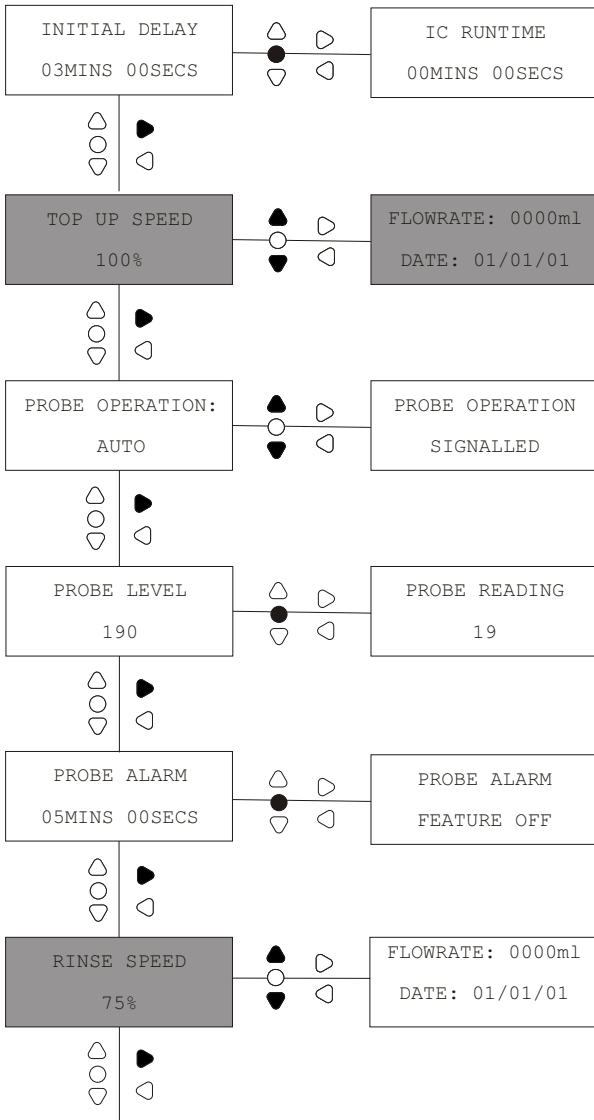 INITIAL DELAY
03MINS 00SECS
IC RUNTIME
00MINS 00SECS
TOP UP SPEED
100%
FLOWRATE: 0000ml
DATE: 01/01/01
PROBE OPERATION:
AUTO
PROBE OPERATION
SIGNALLED
PROBE LEVEL
190
PROBE READING
19
PROBE ALARM
05MINS 00SECS
PROBE ALARM
FEATURE OFF
RINSE SPEED
75%
FLOWRATE: 0000ml
DATE: 01/01/01